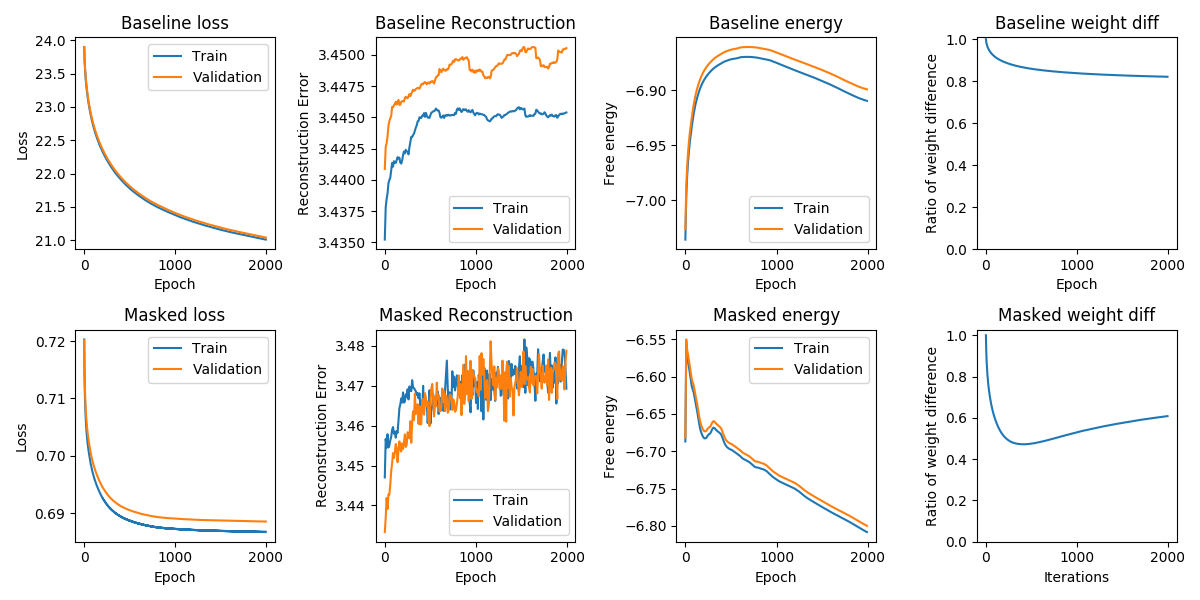 Baseline loss
24.0
23.5
23.0
22.5
22.0
21.5
21.0
Loss
Train
Validation
0 1000 2000
Epoch
Baseline Reconstruction
3.4500
3.4475
3.4450
3.4425
3.4400
3.4375
3.4350
Reconstruction Error
Train
Validation
0 1000 2000
Epoch
Baseline energy
−6.90
−6.95
−7.00
Free energy
Train
Validation
0 1000 2000
Epoch
Baseline weight diff
1.0
0.8
0.6
0.4
0.2
0.0
Ratio of weight difference
0 1000 2000
Epoch
Masked loss
0.72
0.71
0.70
0.69
Loss
Train
Validation
0 1000 2000
Epoch
Masked Reconstruction
3.48
3.47
3.46
3.45
3.44
Reconstruction Error
Train
Validation
0 1000 2000
Epoch
Masked energy
−6.55
−6.60
−6.65
−6.70
−6.75
−6.80
Free energy
Train
Validation
0 1000 2000
Epoch
Masked weight diff
1.0
0.8
0.6
0.4
0.2
0.0
Ratio of weight difference
0 1000 2000
Iterations